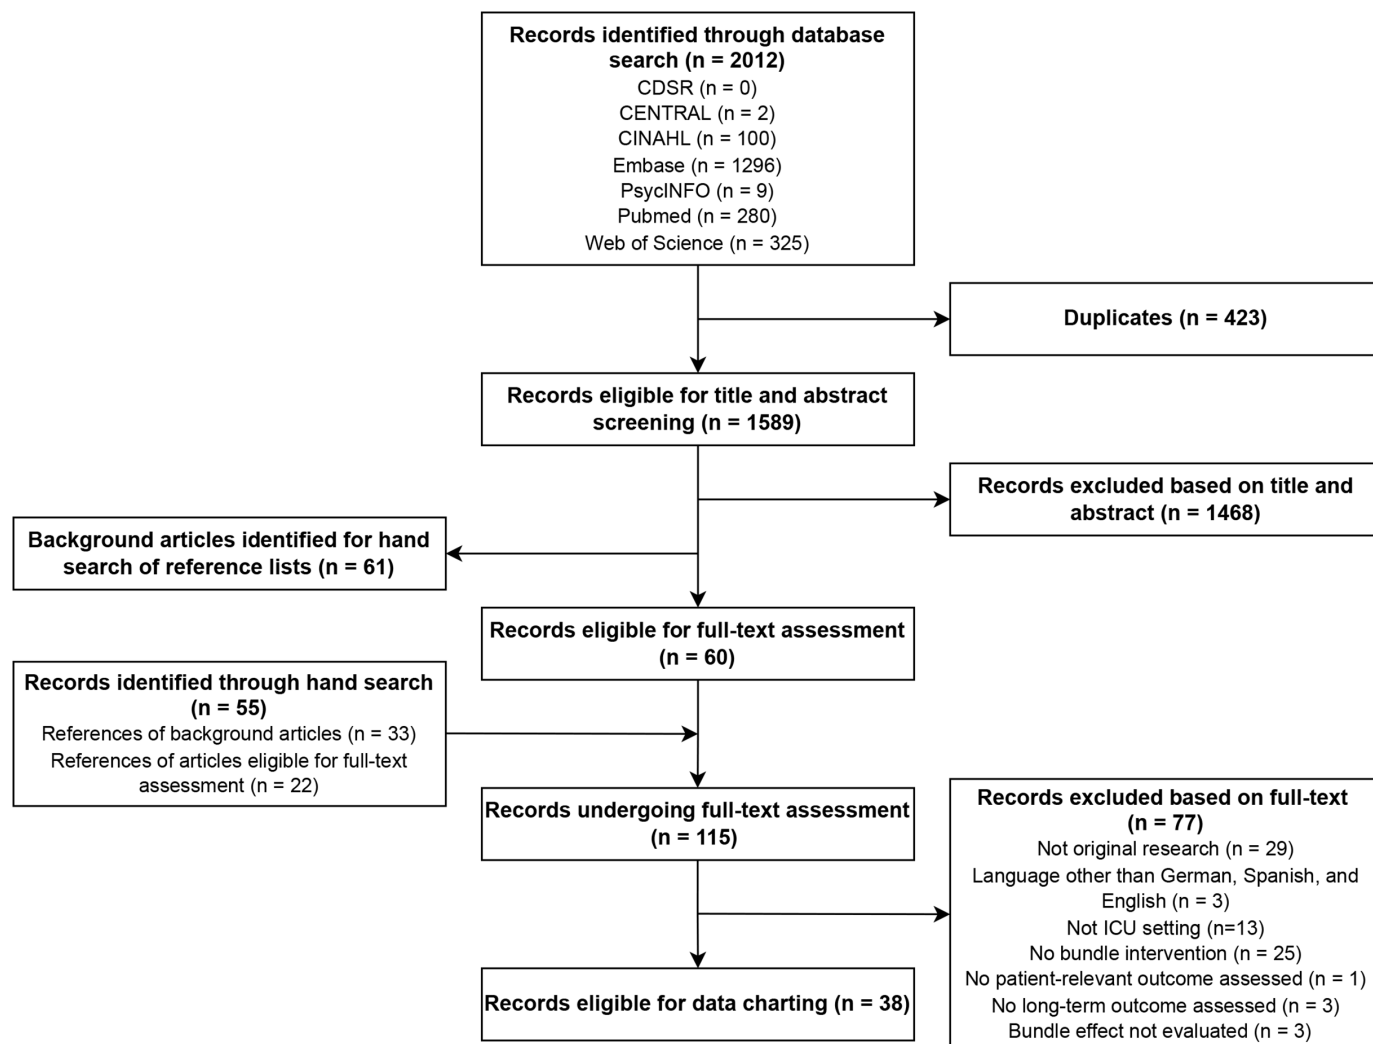 Records identified through database
search (n = 2012)
CDSR (n = 0)
CENTRAL (n = 2)
CINAHL (n = 100)
Embase (n = 1296)
PsycINFO (n = 9)
Pubmed (n = 280)
Web of Science (n = 325)
Duplicates (n = 423)
Records eligible for title and abstract
screening (n = 1589)
Records excluded based on title and
abstract (n = 1468)
Background articles identified for hand
search of reference lists (n = 61)
Records eligible for full-text assessment
(n = 60)
Records identified through hand search
(n = 55)
References of background articles (n = 33)
References of articles eligible for full-text
assessment (n = 22)
Records undergoing full-text assessment
(n = 115)
Records excluded based on full-text
(n = 77)
Not original research (n = 29)
Language other than German, Spanish, and
English (n = 3)
Not ICU setting (n=13)
No bundle intervention (n = 25)
No patient-relevant outcome assessed (n = 1)
No long-term outcome assessed (n = 3)
Bundle effect not evaluated (n = 3)
Records eligible for data charting (n = 38)